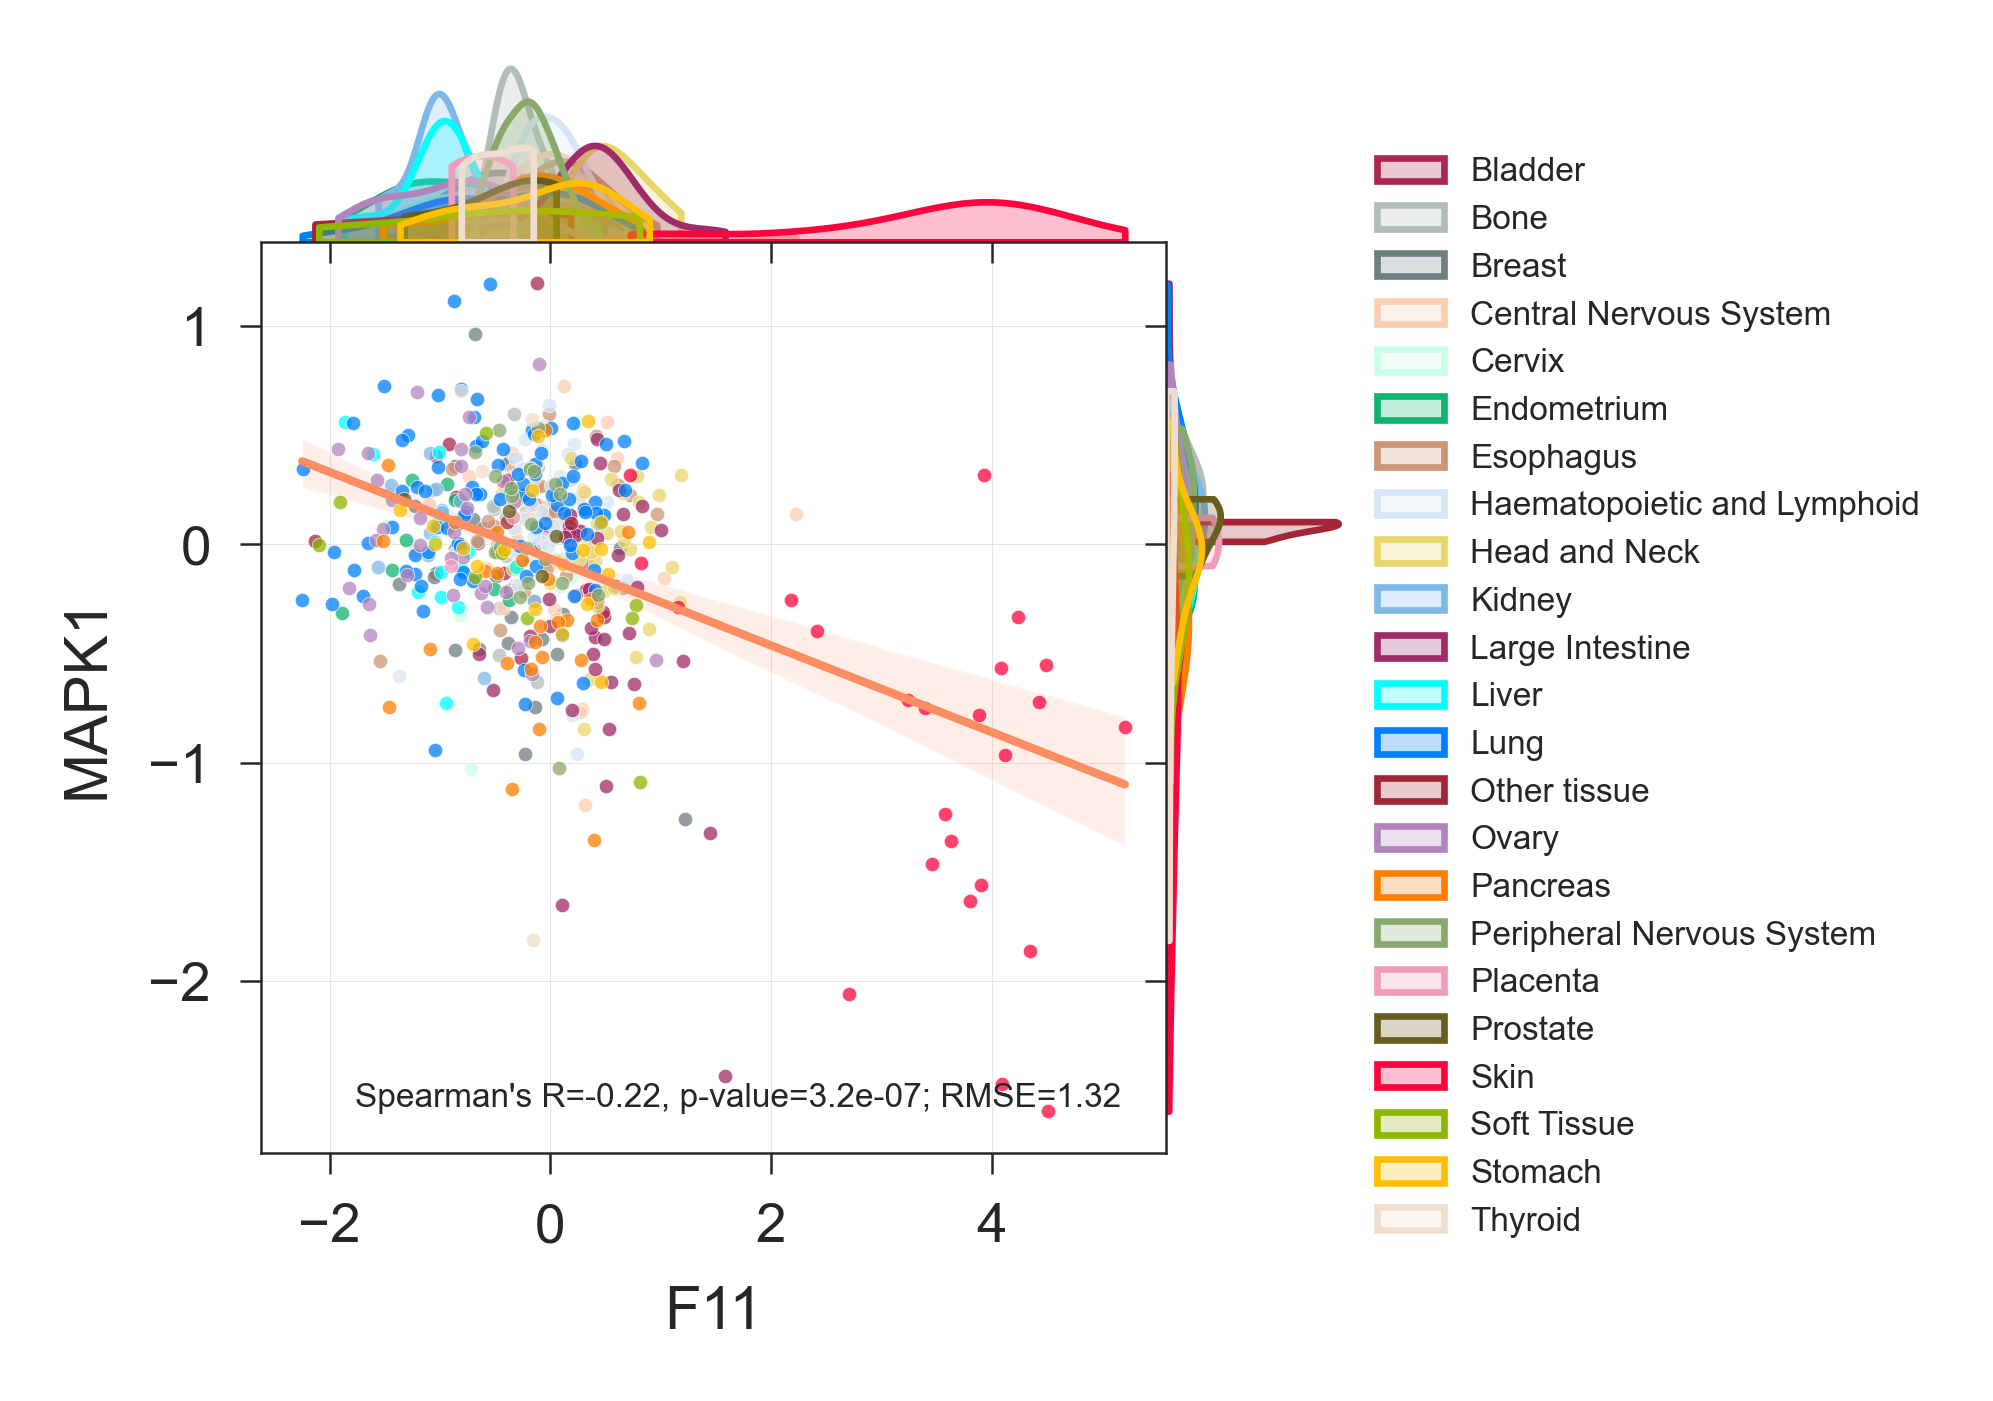 Bladder
Bone
Breast
Central Nervous System
Cervix
Endometrium
Esophagus
Haematopoietic and Lymphoid
Head and Neck
Kidney
Large Intestine
Liver
Lung
Other tissue
Ovary
Pancreas
Peripheral Nervous System
Placenta
Prostate
Skin
Soft Tissue
Stomach
Thyroid
MAPK1
1
0
−1
−2
Spearman's R=-0.22, p-value=3.2e-07; RMSE=1.32
−2 0 2 4
F11